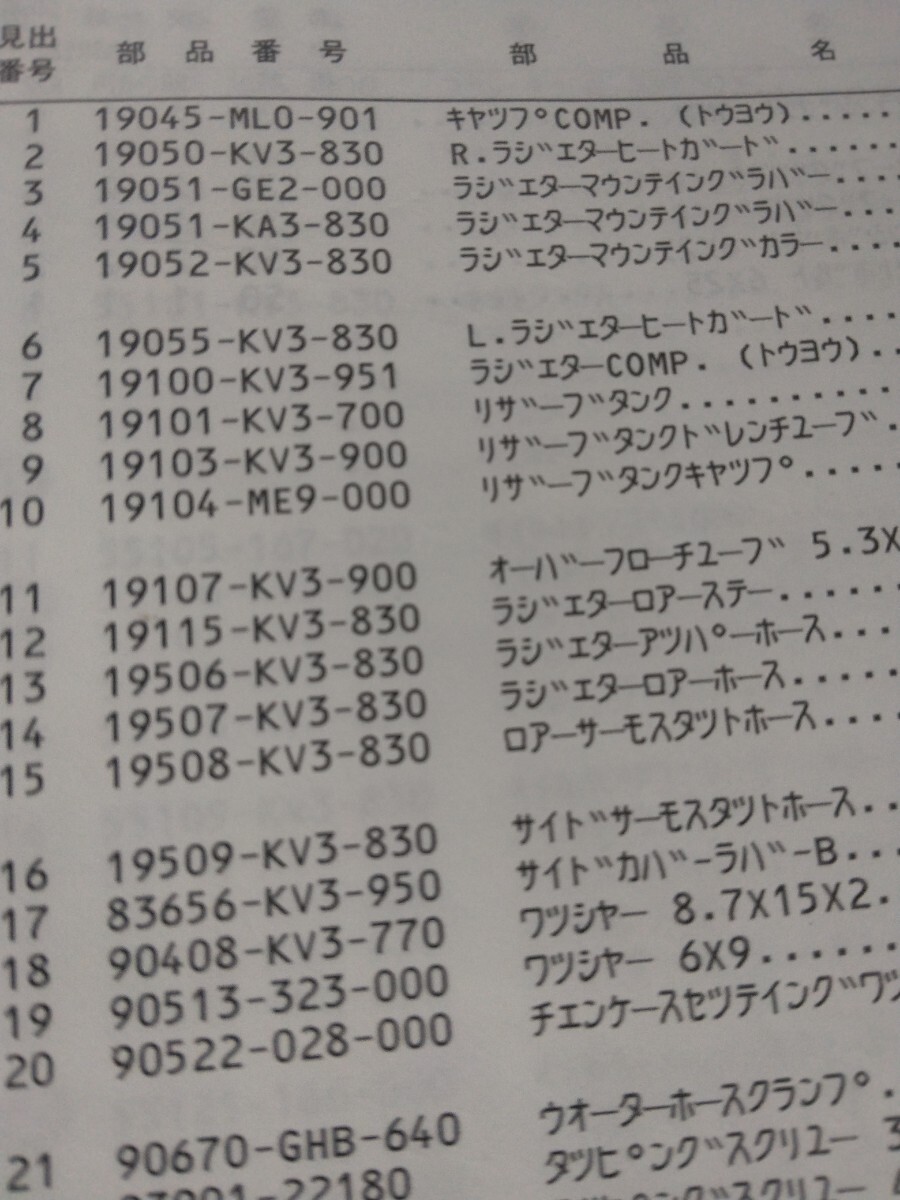 見出番号 部品番号 部品名
1 19045-ML0-901 キヤツプCOMP. (トウヨウ).....
2 19050-KV3-830 R.ラジエターヒートガード......
3 19051-GE2-000 ラジエターマウンテイングラバー....
4 19051-KA3-830 ラジエターマウンテイングラバー....
5 19052-KV3-830 ラジエターマウンテイングカラー....
6 19055-KV3-830 L.ラジエターヒートガード....
7 19100-KV3-951 ラジエターCOMP. (トウヨウ)..
8 19101-KV3-700 リザーブタンク..........
9 19103-KV3-900 リザーブタンクドレンチユーブ.
10 19104-ME9-000 リザーブタンクキヤツプ.....
11 19107-KV3-900 オーバーフローチユーブ 5.3X
12 19115-KV3-830 ラジエターロアーステー......
13 19506-KV3-830 ラジエターアツパーホース....
14 19507-KV3-830 ラジエターロアーホース.....
15 19508-KV3-830 ロアーサーモスタツトホース....
16 19509-KV3-830 サイドサーモスタツトホース..
17 83656-KV3-950 サイドカバーラバーB...
18 90408-KV3-770 ワツシヤー 8.7X15X2.
19 90513-323-000 ワツシヤー 6X9......
20 90522-028-000 チエンケースセツテイングワツ
21 90670-GHB-640 ウオーターホースクランプ.
22180 タツピングスクリユー